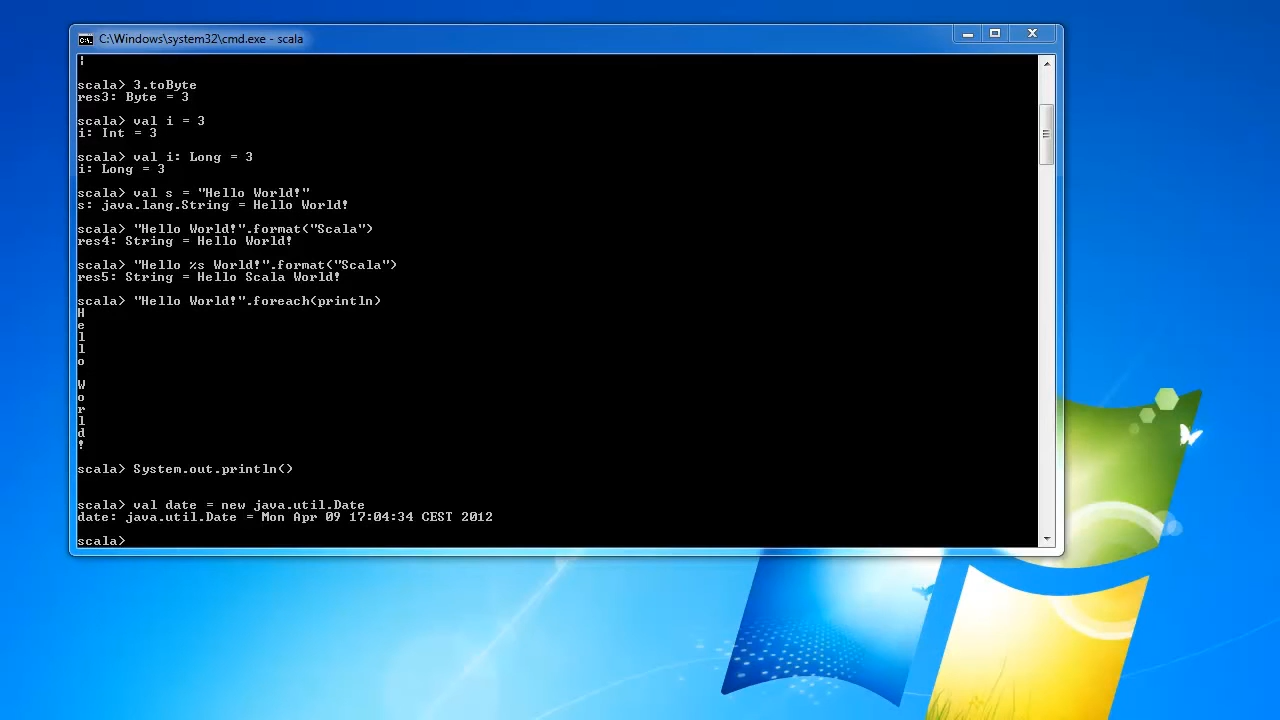 C:\Windows\system32\cmd.exe - scala
!
scala> 3.toByte
res3: Byte = 3
scala> val i = 3
i: Int = 3
scala> val i: Long = 3
i: Long = 3
scala> val s = "Hello World!"
s: java.lang.String = Hello World!
scala> "Hello World!".format("Scala")
res4: String = Hello World!
scala> "Hello %s World!".format("Scala")
res5: String = Hello Scala World!
scala> "Hello World!".foreach(println)
H
e
l
l
o
W
o
r
l
d
!
scala> System.out.println()
scala> val date = new java.util.Date
date: java.util.Date = Mon Apr 09 17:04:34 CEST 2012
scala>